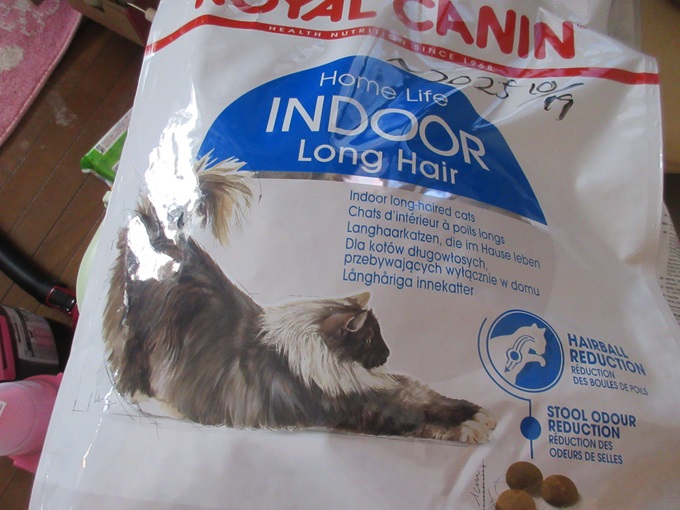 ROYAL CANIN
HEALTH NUTRITION SINCE 1968
~2025 10/19
Home Life
INDOOR
Long Hair
Indoor long-haired cats
Chats d'intérieur à poils longs
Langhaarkatzen, die im Hause leben
Dla kotów długowłosych,
przebywających wyłącznie w domu
Långhåriga innekatter
HAIRBALL
REDUCTION
RÉDUCTION
DES BOULES DE POILS
STOOL ODOUR
REDUCTION
RÉDUCTION DES
ODEURS DE SELLES